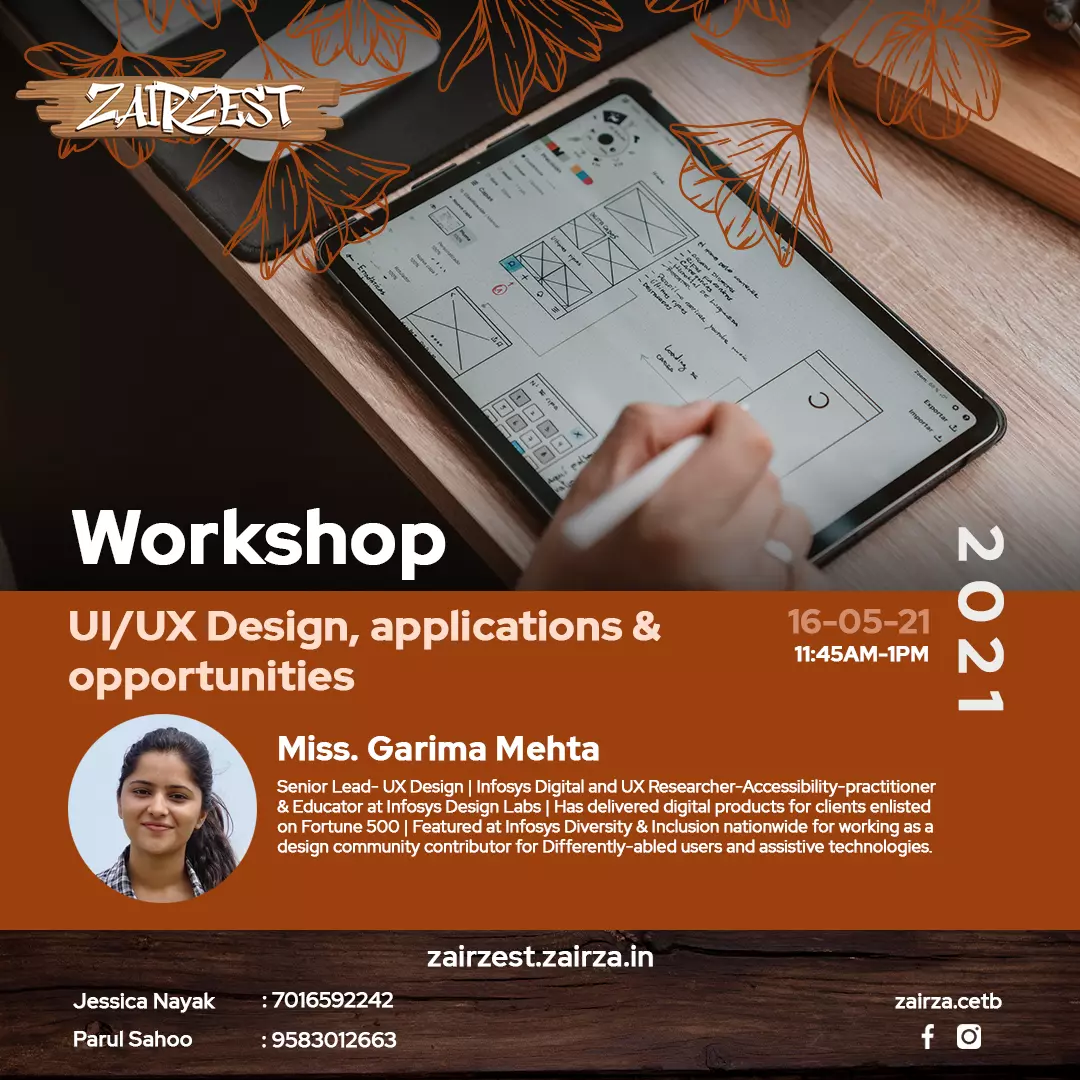 ZAIRZEST
Workshop
2021
UI/UX Design, applications &
opportunities
16-05-21
11:45AM-1PM
Miss. Garima Mehta
Senior Lead- UX Design | Infosys Digital and UX Researcher-Accessibility-practitioner
& Educator at Infosys Design Labs | Has delivered digital products for clients enlisted
on Fortune 500 | Featured at Infosys Diversity & Inclusion nationwide for working as a
design community contributor for Differently-abled users and assistive technologies.
zairzest.zairza.in
Jessica Nayak : 7016592242
Parul Sahoo : 9583012663
zairza.cetb
Exportar
Importar